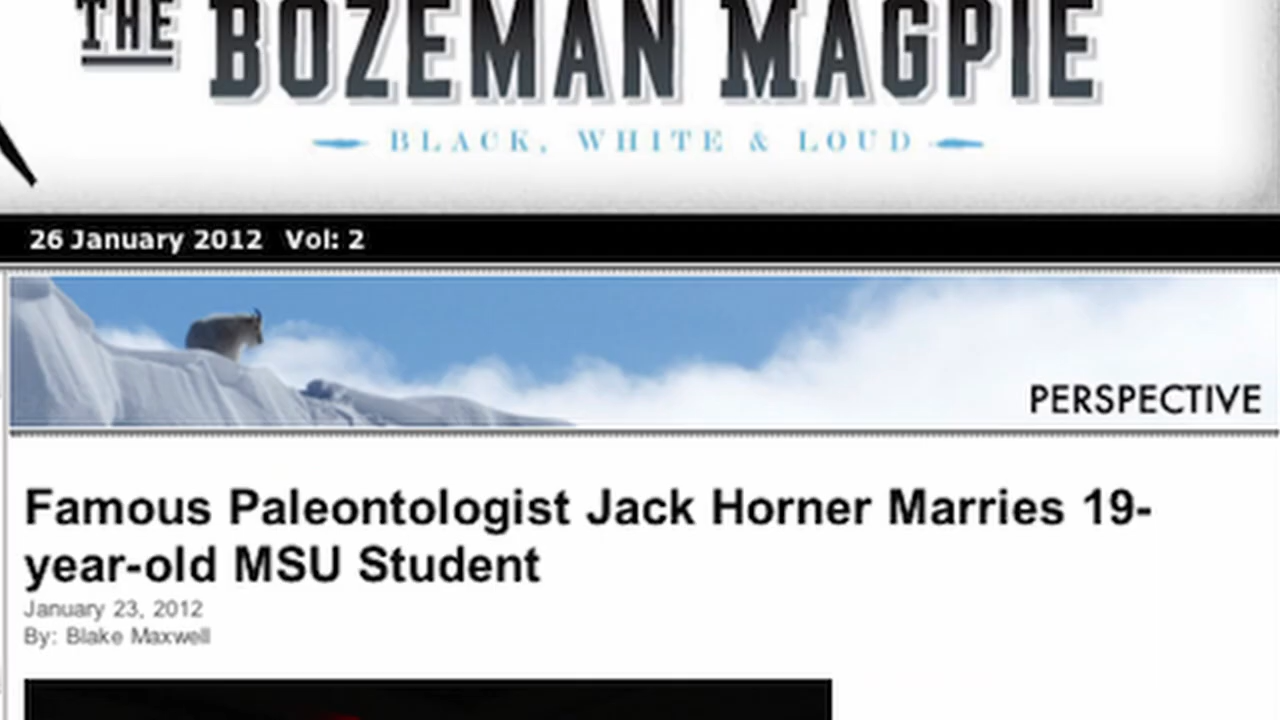 THE BOZEMAN MAGPIE
BLACK, WHITE & LOUD
26 January 2012 Vol: 2
PERSPECTIVE
Famous Paleontologist Jack Horner Marries 19-
year-old MSU Student
January 23, 2012
By: Blake Maxwell